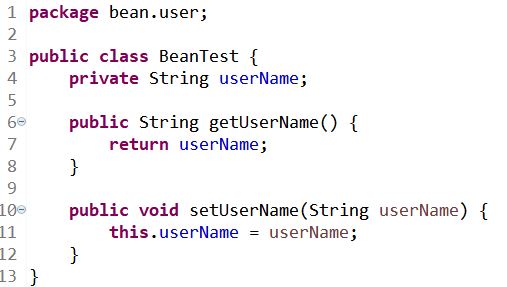 1 package bean.user;
2
3 public class BeanTest {
4     private String userName;
5
6     public String getUserName() {
7         return userName;
8     }
9
10     public void setUserName(String userName) {
11         this.userName = userName;
12     }
13 }